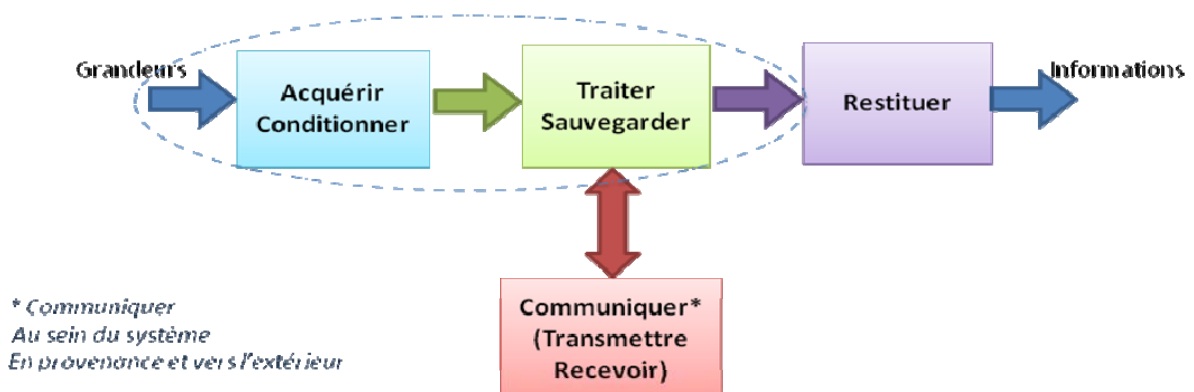 Grandeurs
Acquérir
Conditionner
Traiter
Sauvegarder
Restituer
Informations
Communiquer*
(Transmettre
Recevoir)
* Communiquer
Au sein du système
En provenance et vers l'extérieur